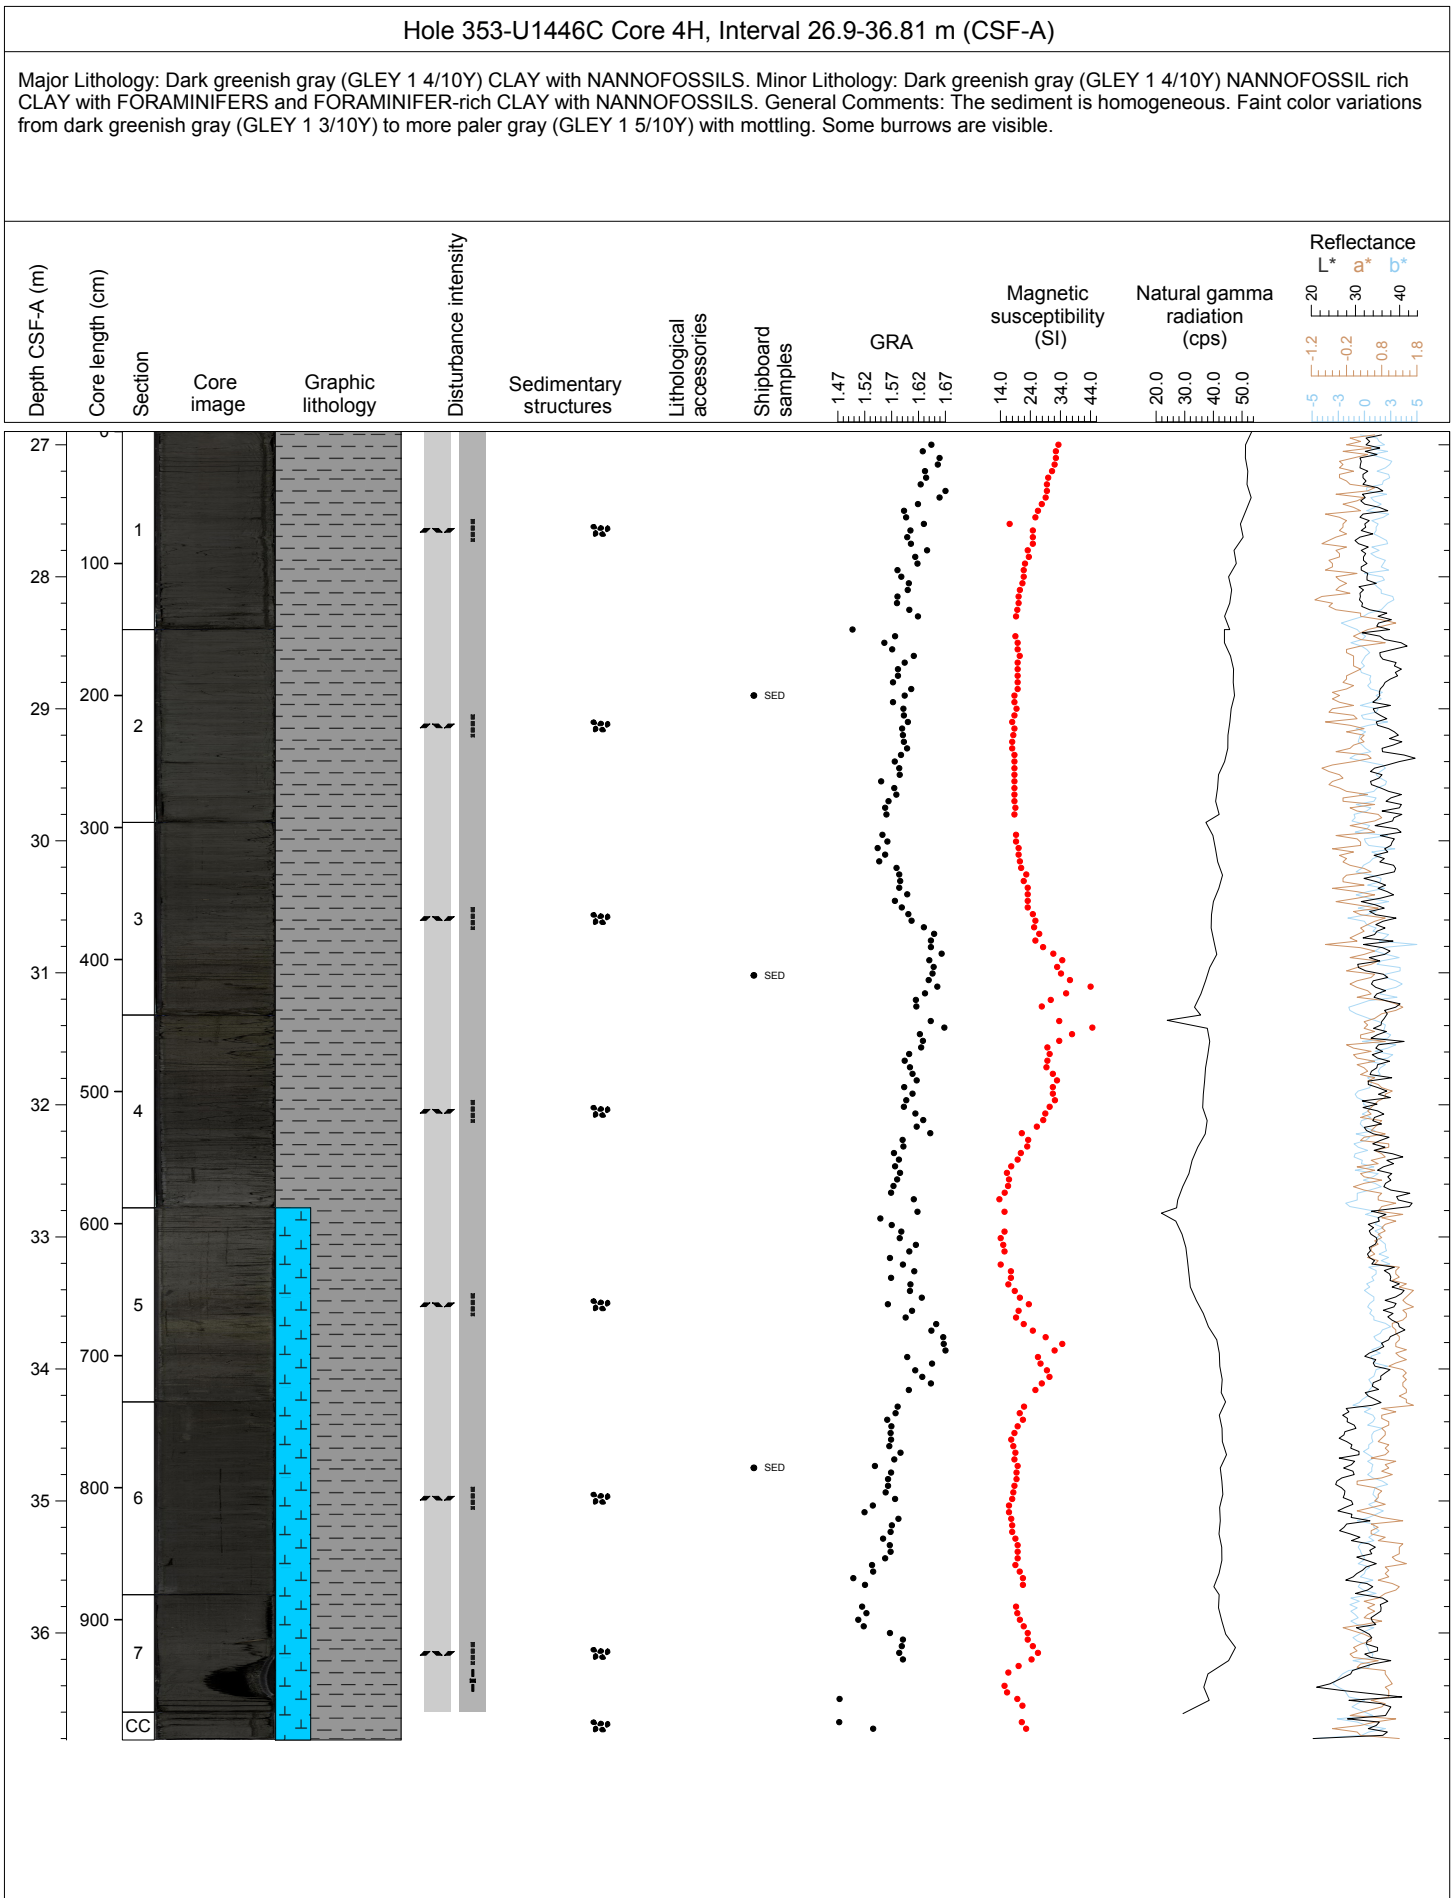 Hole 353-U1446C Core 4H, Interval 26.9-36.81 m (CSF-A)
Major Lithology: Dark greenish gray (GLEY 1 4/10Y) CLAY with NANNOFOSSILS. Minor Lithology: Dark greenish gray (GLEY 1 4/10Y) NANNOFOSSIL rich
CLAY with FORAMINIFERS and FORAMINIFER-rich CLAY with NANNOFOSSILS. General Comments: The sediment is homogeneous. Faint color variations
from dark greenish gray (GLEY 1 3/10Y) to more paler gray (GLEY 1 5/10Y) with mottling. Some burrows are visible.
Depth CSF-A (m)
Core length (cm)
Section
Core
image
Graphic
lithology
Disturbance intensity
Sedimentary
structures
Lithological
accessories
Shipboard
samples
GRA
1.47 1.52 1.57 1.62 1.67
Magnetic
susceptibility
(SI)
14.0 24.0 34.0 44.0
Natural gamma
radiation
(cps)
20.0 30.0 40.0 50.0
Reflectance
L* a* b*
20 30 40
-1.2 -0.2 0.8 1.8
-5 -3 0 3 5
0
27
1
100
28
200
SED
29
2
300
30
3
400
31
SED
500
32
4
600
33
5
700
34
SED
800
35
6
900
36
7
CC